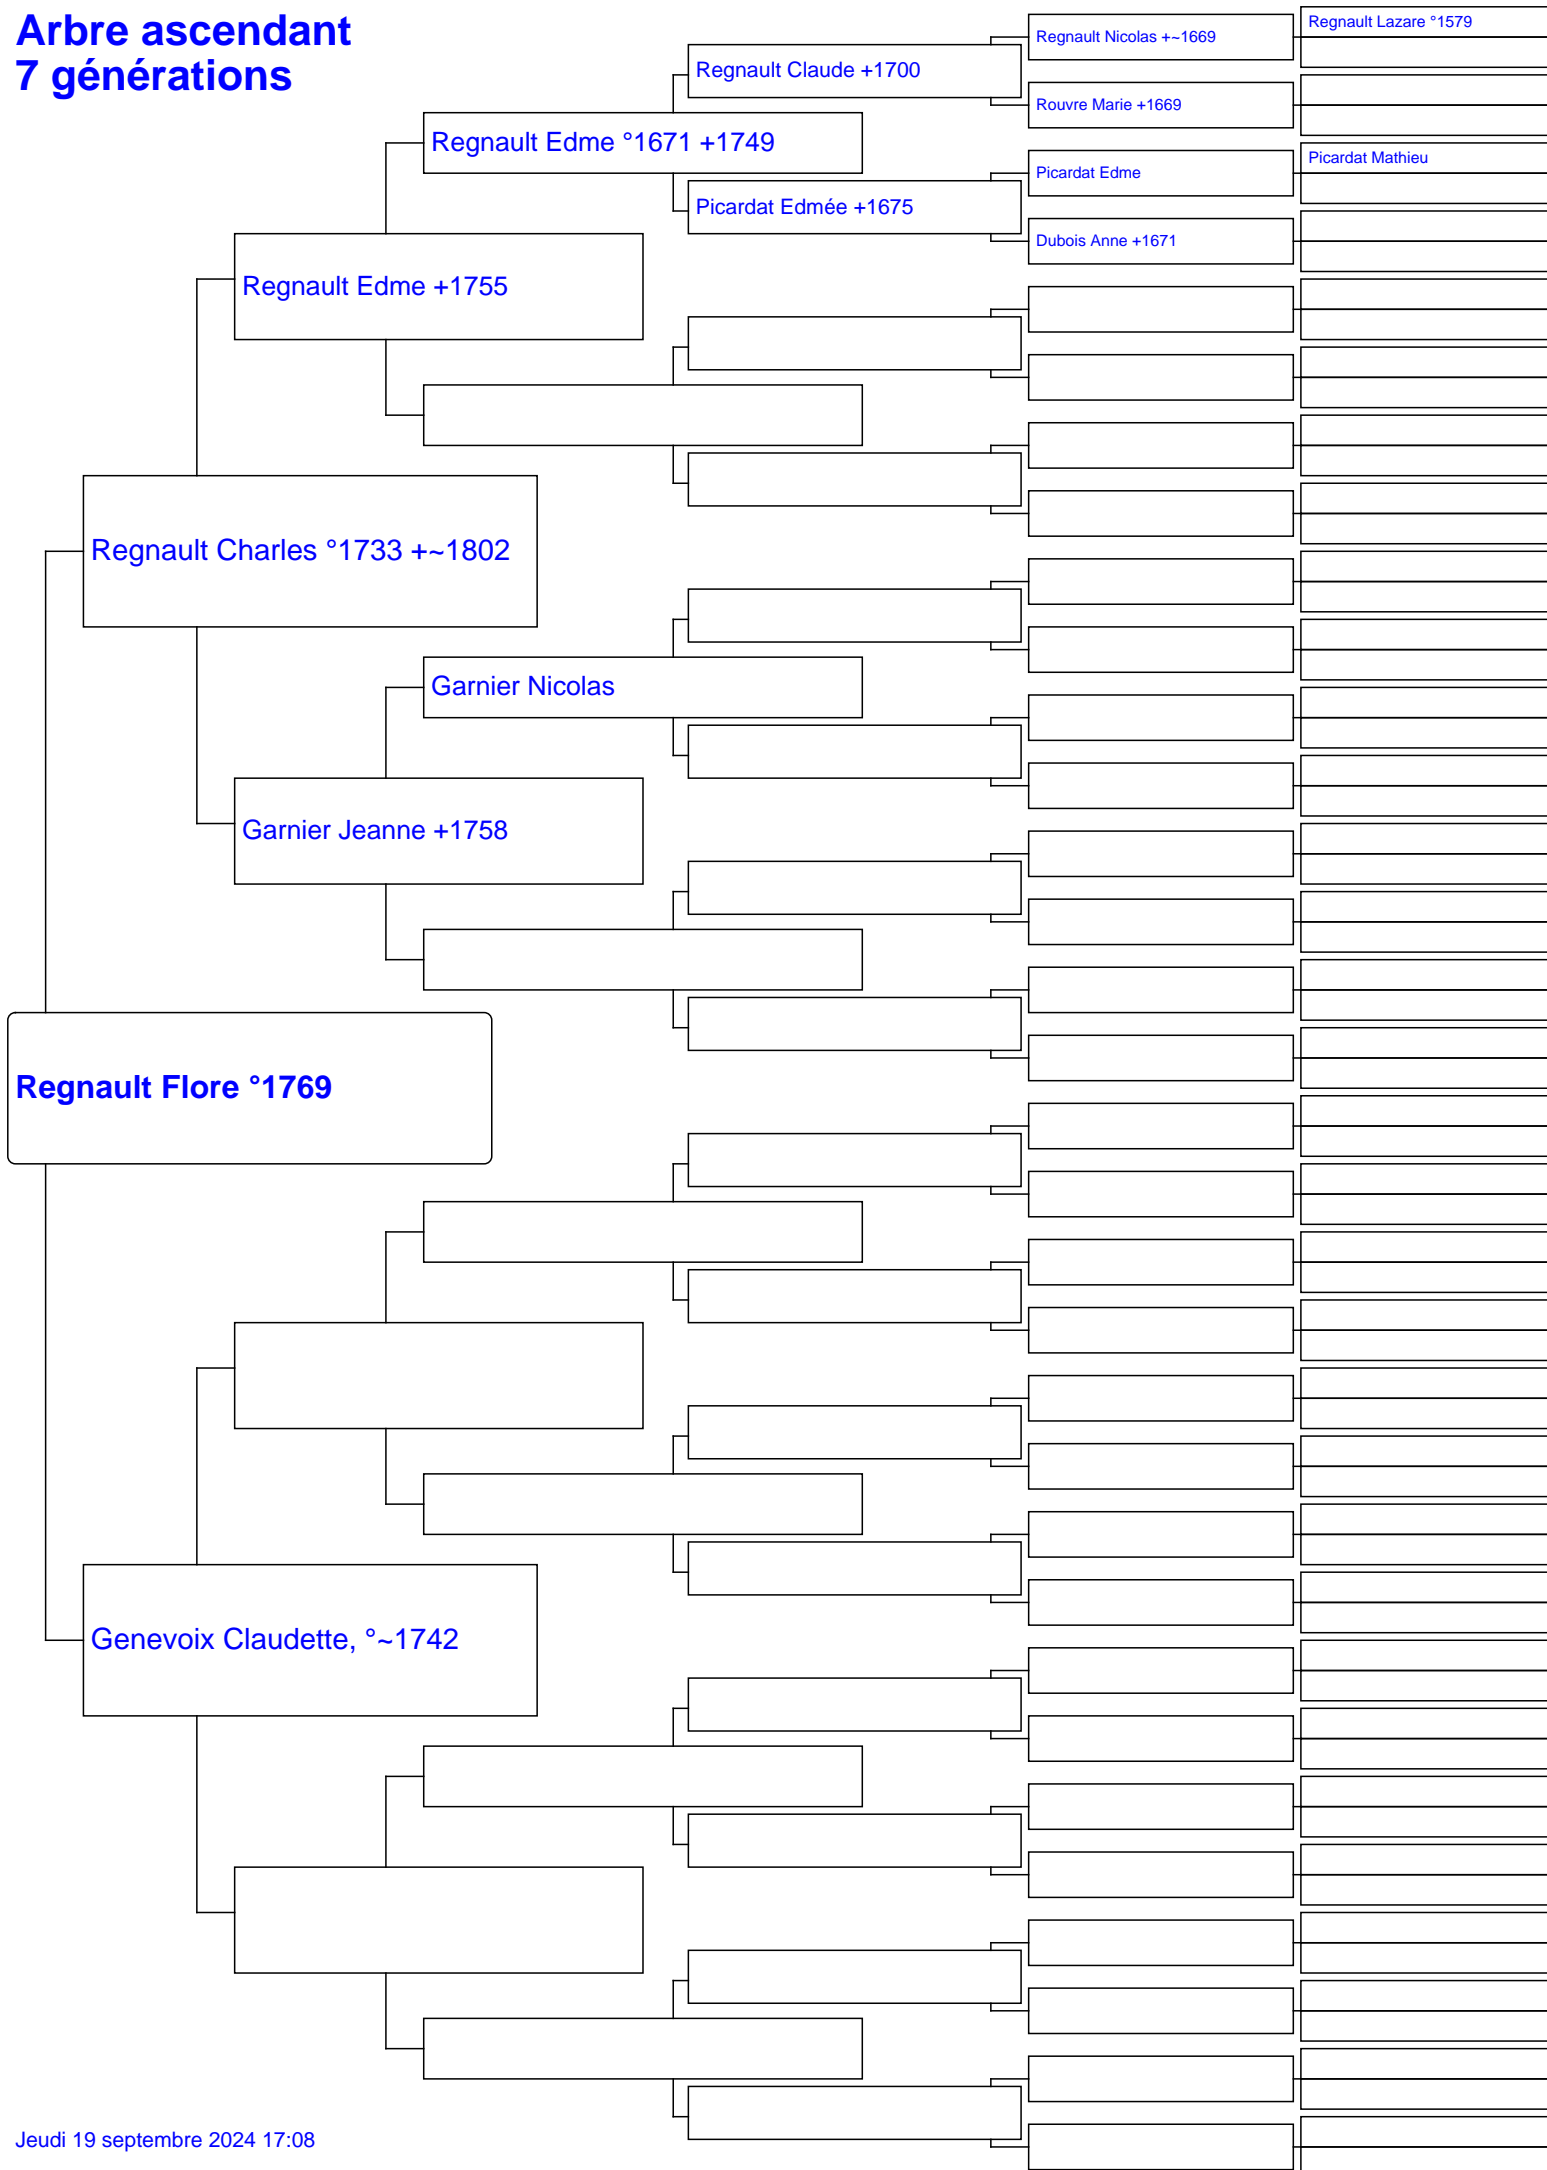 Arbre ascendant
7 générations
Regnault Lazare °1579
Regnault Nicolas +~1669
Regnault Claude +1700
Rouvre Marie +1669
Regnault Edme °1671 +1749
Picardat Mathieu
Picardat Edme
Picardat Edmée +1675
Dubois Anne +1671
Regnault Edme +1755
Regnault Charles °1733 +~1802
Garnier Nicolas
Garnier Jeanne +1758
Regnault Flore °1769
Genevoix Claudette, °~1742
Jeudi 19 septembre 2024 17:08